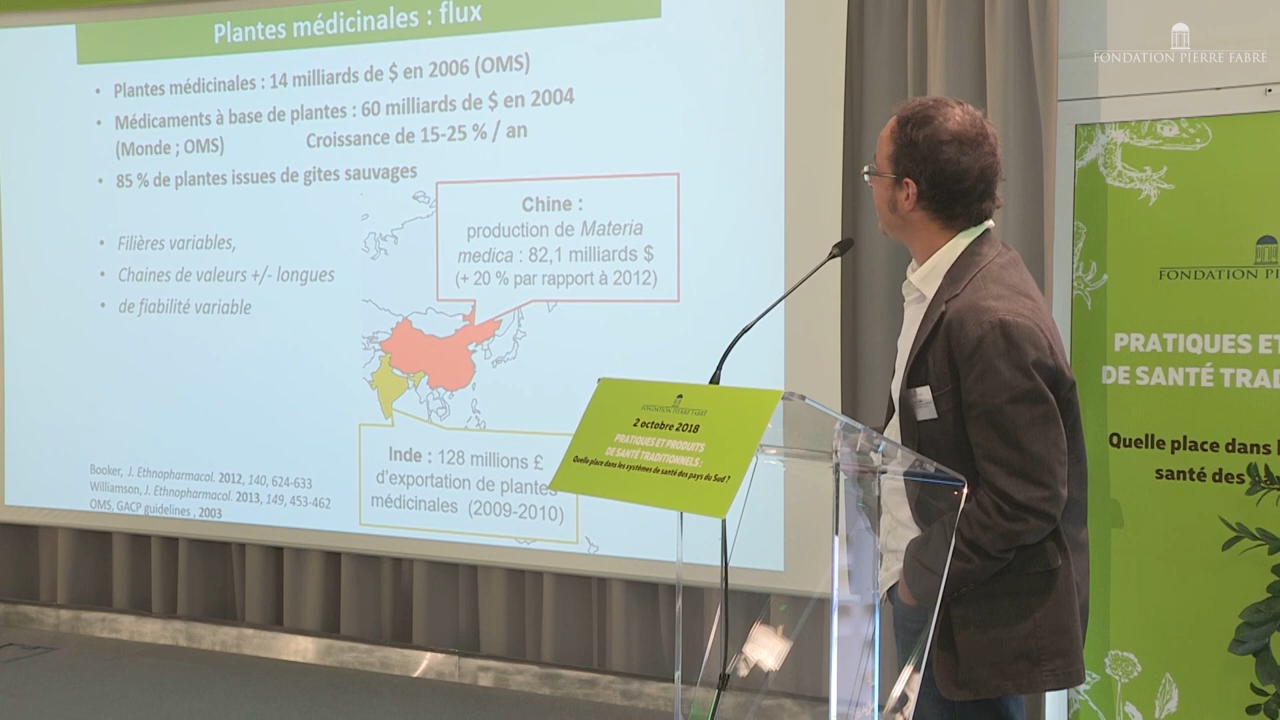 Plantes médicinales : flux
• Plantes médicinales : 14 milliards de $ en 2006 (OMS)
• Médicaments à base de plantes : 60 milliards de $ en 2004
(Monde ; OMS) Croissance de 15-25 % / an
• 85 % de plantes issues de gites sauvages
• Filières variables,
• Chaines de valeurs +/- longues
• de fiabilité variable
Chine :
production de Materia
medica : 82,1 milliards $
(+ 20 % par rapport à 2012)
Inde : 128 millions £
d'exportation de plantes
médicinales (2009-2010)
Booker, J. Ethnopharmacol. 2012, 140, 624-633
Williamson, J. Ethnopharmacol. 2013, 149, 453-462
OMS, GACP guidelines , 2003
FONDATION PIERRE FABRE
2 octobre 2018
PRATIQUES ET PRODUITS
DE SANTÉ TRADITIONNELS :
Quelle place dans les systèmes de santé des pays du Sud ?
FONDATION PIERRE FABRE
FONDATION PI
PRATIQUES ET
DE SANTÉ TRAD
Quelle place dans l
santé des